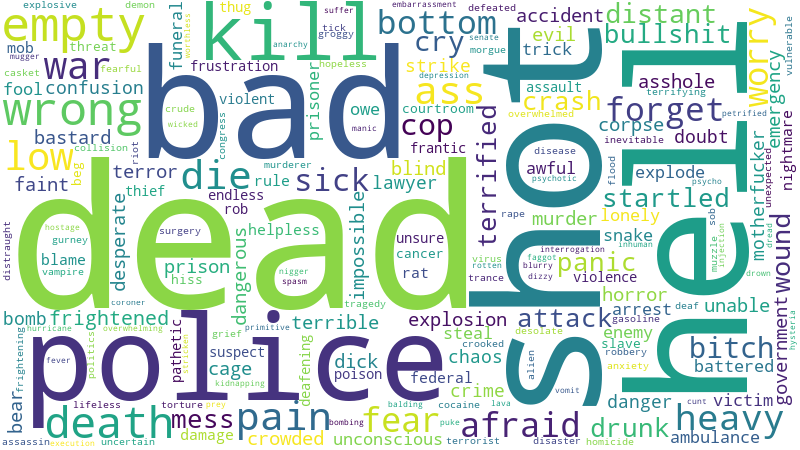 explosive
demon
thug
suffer
tick
groggy
embarrassment
defeated
senate
morgue
accident
distant
empty
kill
bottom
evil
trick
bullshit
worry
vulnerable
mob
mugger
threat
funeral
worthless
anarchy
cry
war
fearful
casket
frustration
hopeless
depression
strike
assault
terrifying
asshole
emergency
fool
confusion
bad
violent
prisoner
ass
crash
overwhelmed
petrified
wrong
crude
wicked
congress
owe
manic
courtroom
cop
shot
hell
forget
corpse
inevitable
doubt
nightmare
unexpected
bastard
collision
riot
frantic
terrified
disease
low
beg
terror
die
murderer
rule
sick
lawyer
blind
awful
psychotic
flood
explode
psycho
faint
thief
endless
rob
impossible
startled
motherfucker
dread
distraught
desperate
dead
rape
murder
lonely
sob
hostage
gurney
surgery
helpless
unsure
cancer
interrogation
inhuman
snake
muzzle
injection
blame
vampire
prison
hiss
dangerous
nigger
spasm
rat
virus
rotten
trance
faggot
blurry
dizzy
panic
violence
drown
wound
coroner
tragedy
horror
bomb
frightened
hurricane
overwhelming
terrible
explosion
attack
gasoline
arrest
deaf
unable
hysteria
frightening
politics
police
stricken
pathetic
grief
primitive
steal
crooked
desolate
enemy
slave
robbery
government
fever
suspect
cage
kidnapping
deafening
dick
poison
chaos
federal
alien
anxiety
bitch
battered
bear
lifeless
torture
prey
balding
cocaine
lava
crime
vomit
cunt
danger
victim
death
mess
pain
fear
puke
afraid
drunk
heavy
assassin
execution
uncertain
damage
crowded
bombing
unconscious
terrorist
disaster
homicide
ambulance